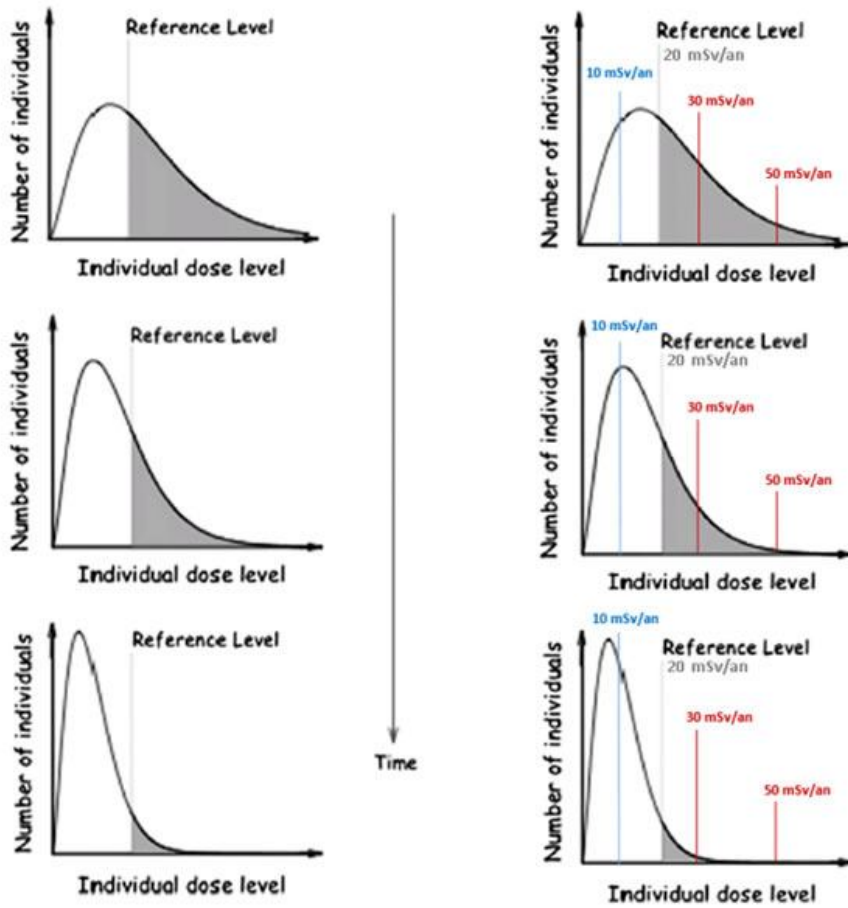 Reference Level
Number of individuals
Individual dose level
Reference Level
20 mSv/an
10 mSv/an
30 mSv/an
50 mSv/an
Number of individuals
Individual dose level
Reference Level
Number of individuals
Individual dose level
10 mSv/an
Reference Level
20 mSv/an
30 mSv/an
50 mSv/an
Number of individuals
Individual dose level
Reference Level
Number of individuals
Individual dose level
Time
10 mSv/an
Reference Level
20 mSv/an
30 mSv/an
50 mSv/an
Number of individuals
Individual dose level